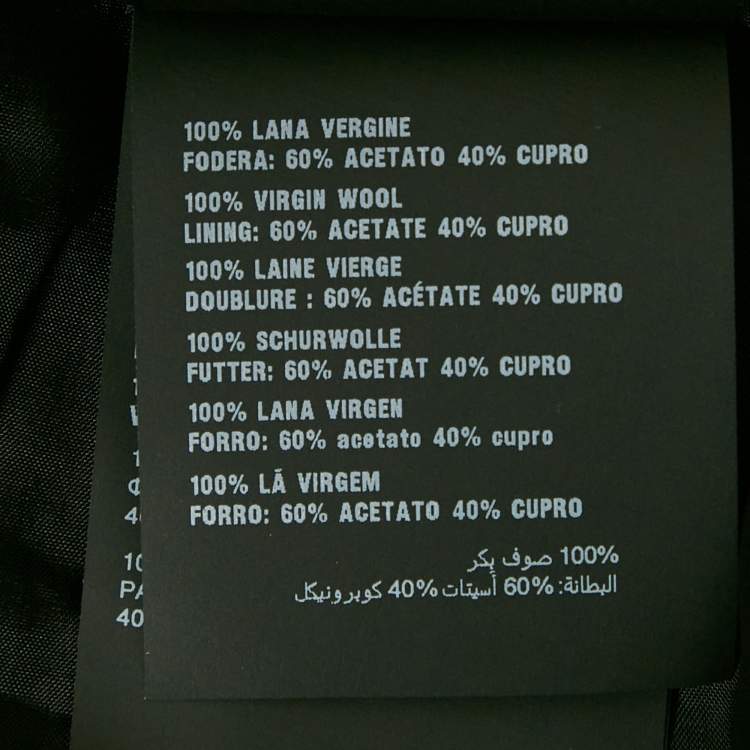 100% LANA VERGINE
FODERA: 60% ACETATO 40% CUPRO
100% VIRGIN WOOL
LINING: 60% ACETATE 40% CUPRO
100% LAINE VIERGE
DOUBLURE : 60% ACÉTATE 40% CUPRO
100% SCHURWOLLE
FUTTER: 60% ACETAT 40% CUPRO
100% LANA VIRGEN
FORRO: 60% acetato 40% cupro
100% LÃ VIRGEM
FORRO: 60% ACETATO 40% CUPRO
100% صوف بكر
البطانة: 60% أسيتات 40% كوبرونيكل